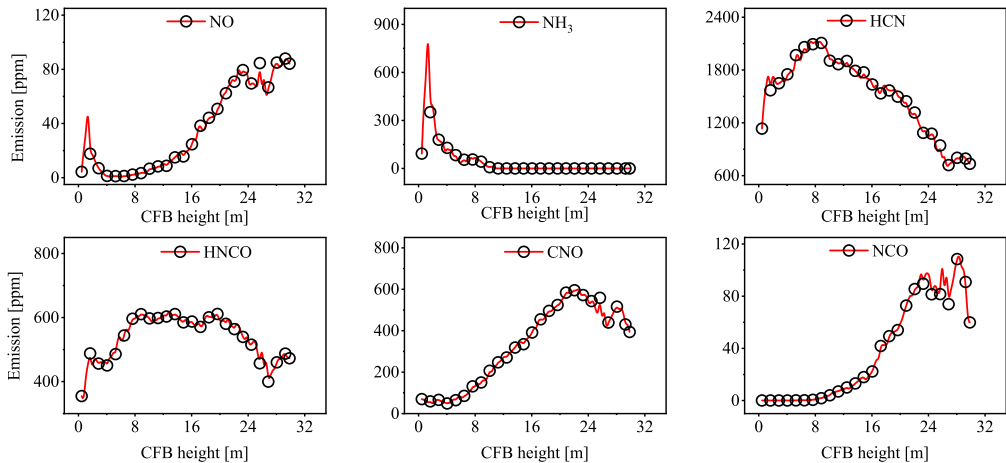 NO
Emission [ppm]
120
80
40
0
0 8 16 24 32
CFB height [m]
NH3
900
600
300
0
0 8 16 24 32
CFB height [m]
HCN
2400
1800
1200
600
0 8 16 24 32
CFB height [m]
HNCO
Emission [ppm]
800
600
400
0 8 16 24 32
CFB height [m]
CNO
800
600
400
200
0
0 8 16 24 32
CFB height [m]
NCO
120
80
40
0
0 8 16 24 32
CFB height [m]